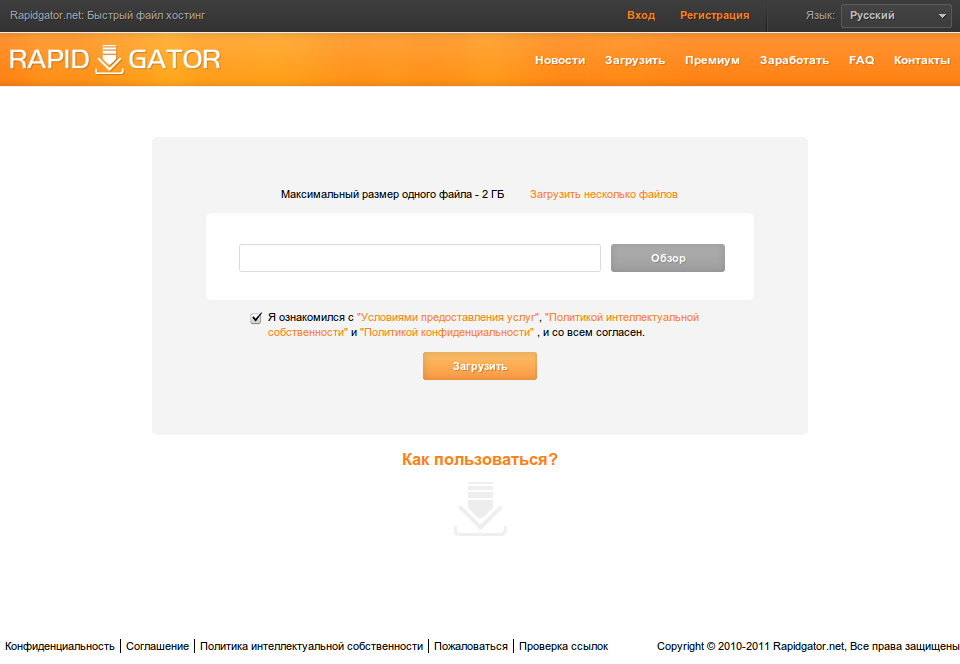 Rapidgator.net: Быстрый файл хостинг Вход Регистрация Язык: Русский
RAPID GATOR Новости Загрузить Премиум Заработать FAQ Контакты
Максимальный размер одного файла - 2 ГБ Загрузить несколько файлов
Обзор
Я ознакомился с "Условиями предоставления услуг", "Политикой интеллектуальной
собственности" и "Политикой конфиденциальности" , и со всем согласен.
Загрузить
Как пользоваться?
Конфиденциальность Соглашение Политика интеллектуальной собственности Пожаловаться Проверка ссылок Copyright © 2010-2011 Rapidgator.net, Все права защищены